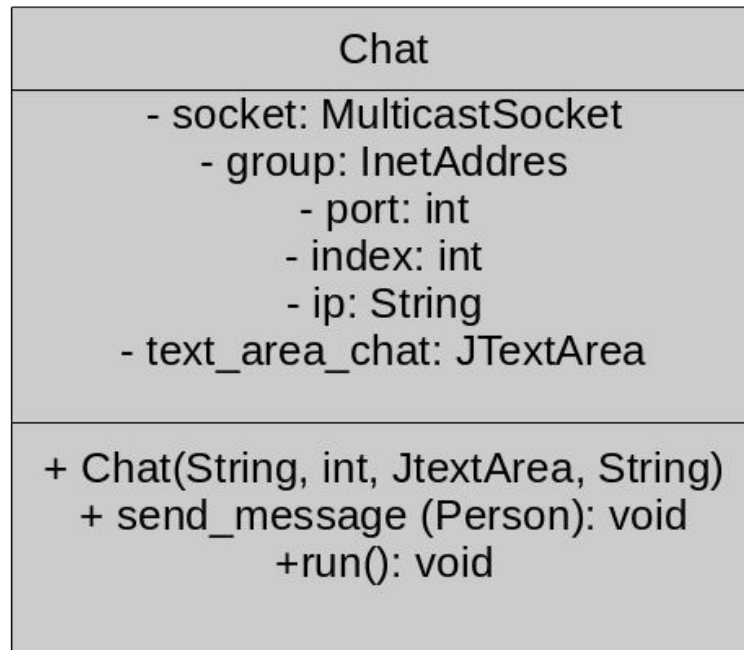 Chat
- socket: MulticastSocket
- group: InetAddres
- port: int
- index: int
- ip: String
- text_area_chat: JTextArea
+ Chat(String, int, JtextArea, String)
+ send_message (Person): void
+run(): void